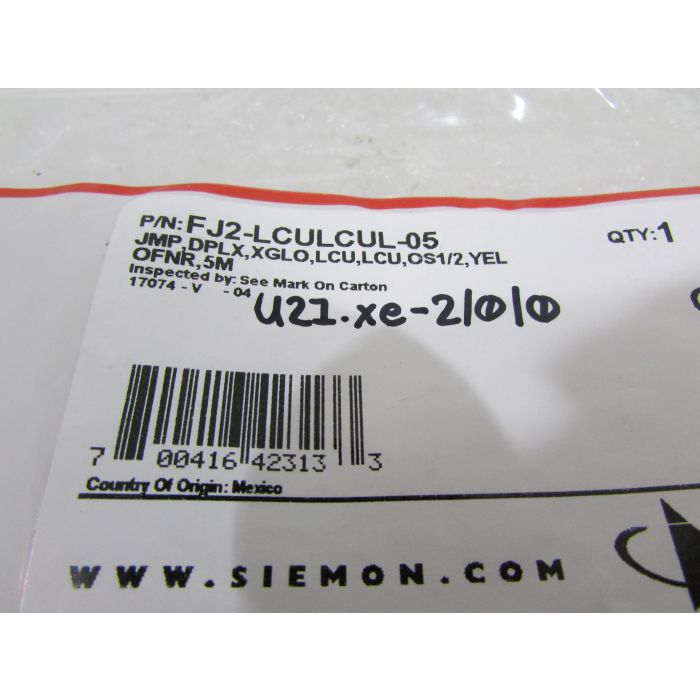 P/N: FJ2-LCULCUL-05
QTY: 1
JMP,DPLX,XGLO,LCU,LCU,OS1/2,YEL
OFNR,5M
Inspected by: See Mark On Carton
17074 - V - 04
U21.xe-2/0/0
7 00416 42313 3
Country Of Origin: Mexico
WWW.SIEMON.COM